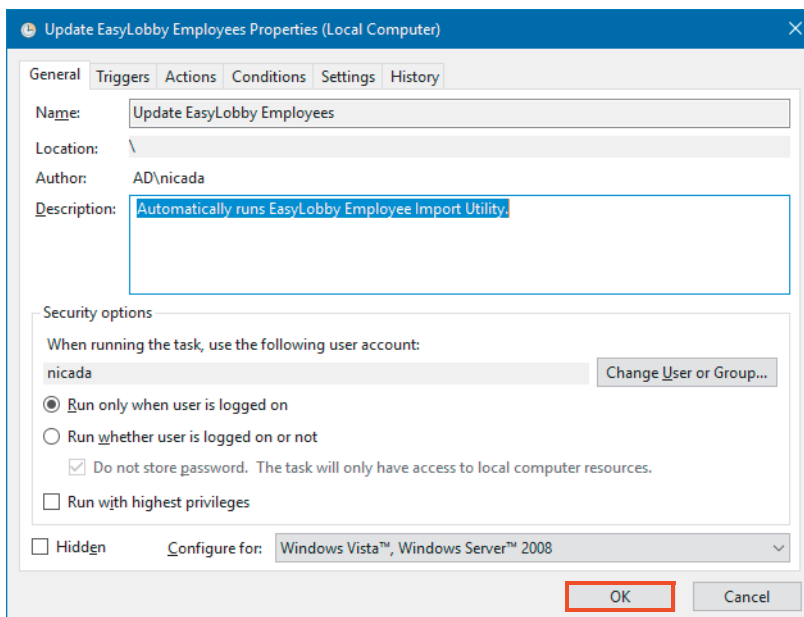 Update EasyLobby Employees Properties (Local Computer)
General Triggers Actions Conditions Settings History
Name: Update EasyLobby Employees
Location: \
Author: AD\nicada
Description: Automatically runs EasyLobby Employee Import Utility.
Security options
When running the task, use the following user account:
nicada Change User or Group...
Run only when user is logged on
Run whether user is logged on or not
Do not store password. The task will only have access to local computer resources.
Run with highest privileges
Hidden Configure for: Windows Vista™, Windows Server™ 2008
OK Cancel